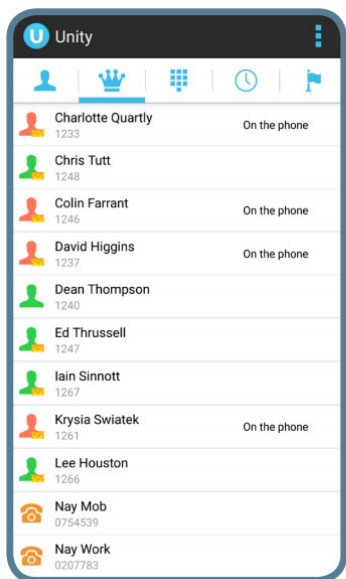 U Unity
Charlotte Quartly On the phone
1233
Chris Tutt
1248
Colin Farrant On the phone
1246
David Higgins On the phone
1237
Dean Thompson
1240
Ed Thrussell
1247
Iain Sinnott
1267
Krysia Swiatek On the phone
1261
Lee Houston
1266
Nay Mob
0754539
Nay Work
0207783